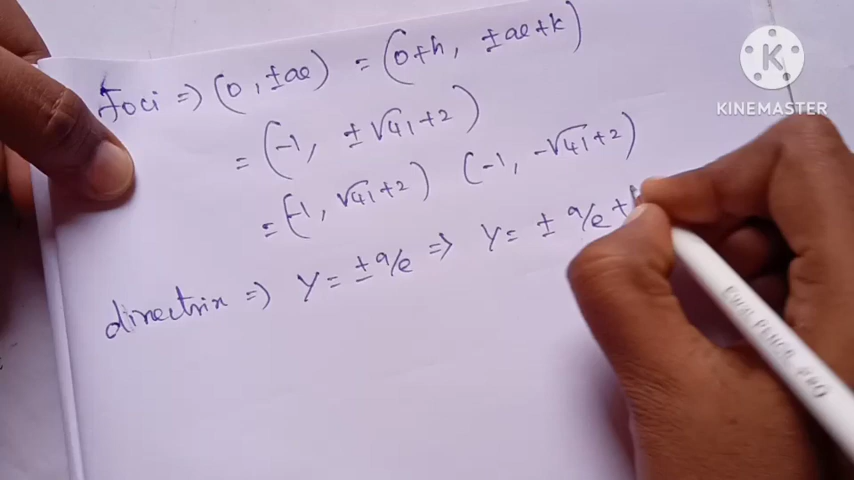 Foci => (0, ±ae) = (0+h, ±ae+k)
= (-1, ±√41+2)
= (-1, √41+2) (-1, -√41+2)
directrix => y = ±a/e => y = ± a/e +
K
KINEMASTER